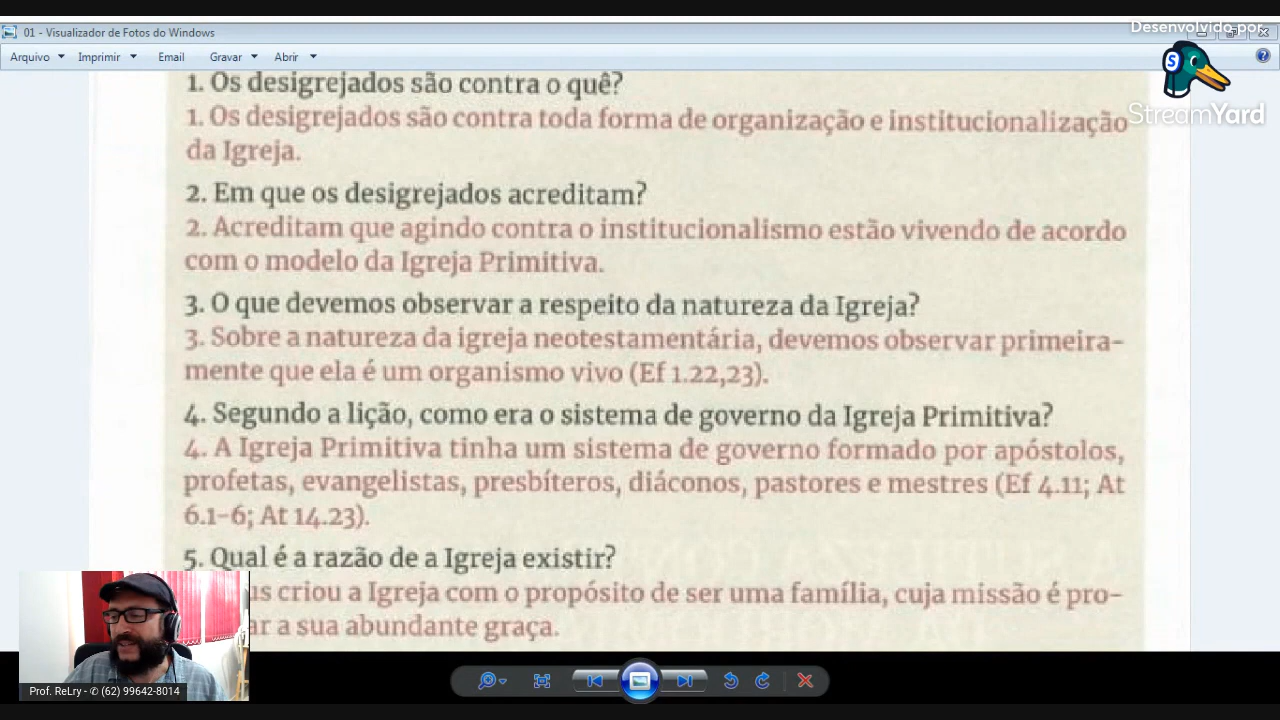 01 - Visualizador de Fotos do Windows
Desenvolvido por
Arquivo Imprimir Email Gravar Abrir
S
StreamYard
1. Os desigrejados são contra o quê?
1. Os desigrejados são contra toda forma de organização e institucionalização
da Igreja.
2. Em que os desigrejados acreditam?
2. Acreditam que agindo contra o institucionalismo estão vivendo de acordo
com o modelo da Igreja Primitiva.
3. O que devemos observar a respeito da natureza da Igreja?
3. Sobre a natureza da igreja neotestamentária, devemos observar primeira-
mente que ela é um organismo vivo (Ef 1.22,23).
4. Segundo a lição, como era o sistema de governo da Igreja Primitiva?
4. A Igreja Primitiva tinha um sistema de governo formado por apóstolos,
profetas, evangelistas, presbíteros, diáconos, pastores e mestres (Ef 4.11; At
6.1-6; At 14.23).
5. Qual é a razão de a Igreja existir?
us criou a Igreja com o propósito de ser uma família, cuja missão é pro-
ar a sua abundante graça.
Prof. ReLry - ✆ (62) 99642-8014